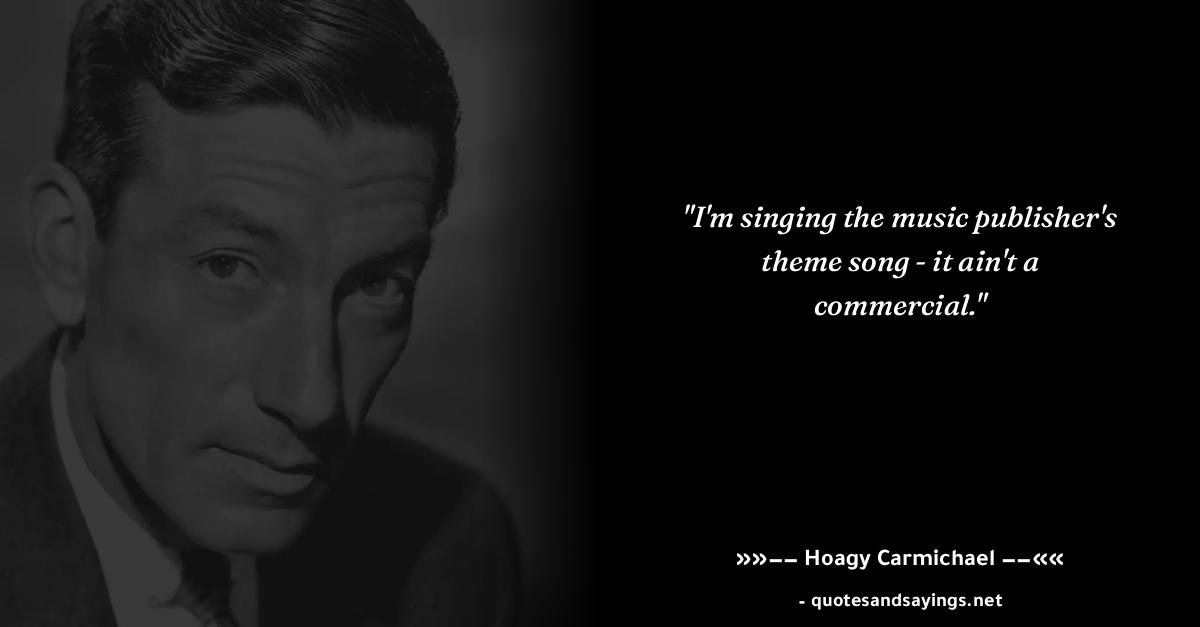 "I'm singing the music publisher's
theme song - it ain't a
commercial."
»»−− Hoagy Carmichael −−««
- quotesandsayings.net